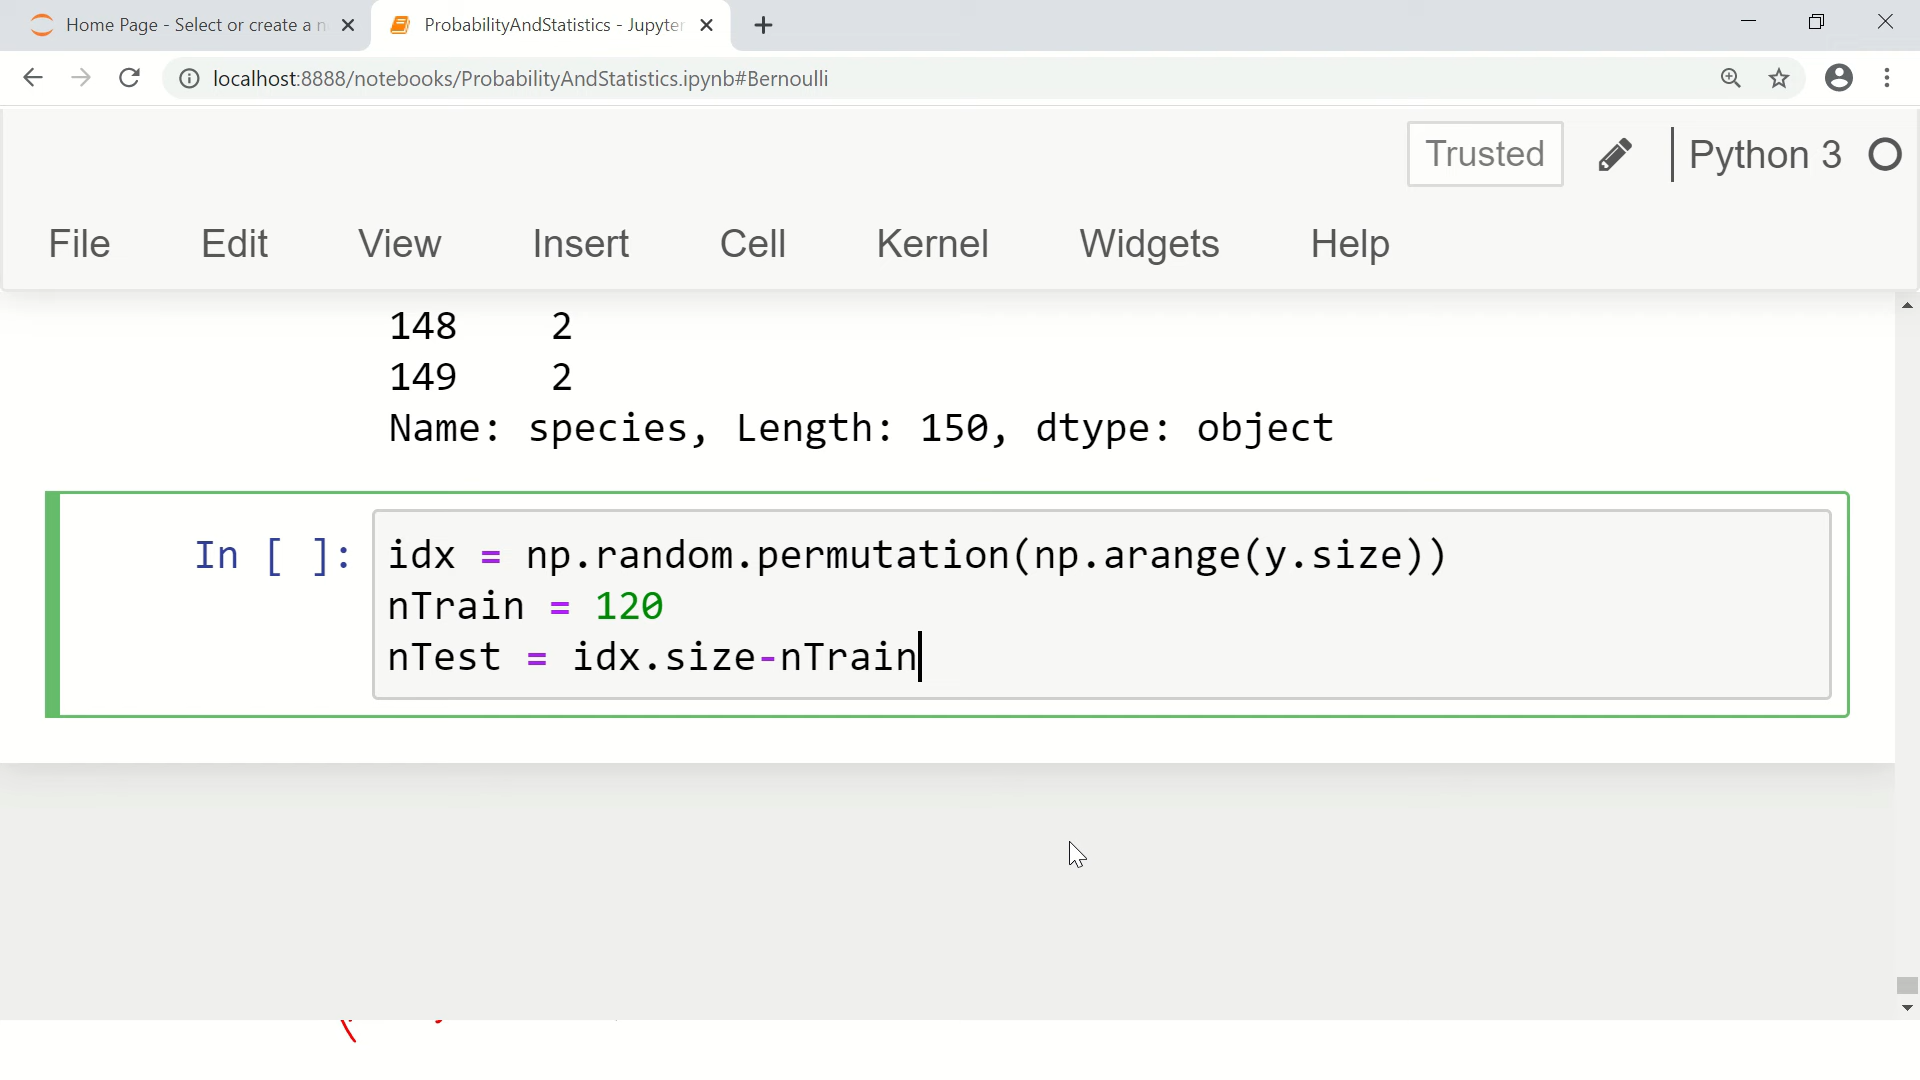 Home Page - Select or create a n
ProbabilityAndStatistics - Jupyter
localhost:8888/notebooks/ProbabilityAndStatistics.ipynb#Bernoulli
Trusted
Python 3
File Edit View Insert Cell Kernel Widgets Help
148 2
149 2
Name: species, Length: 150, dtype: object
In [ ]: idx = np.random.permutation(np.arange(y.size))
nTrain = 120
nTest = idx.size-nTrain